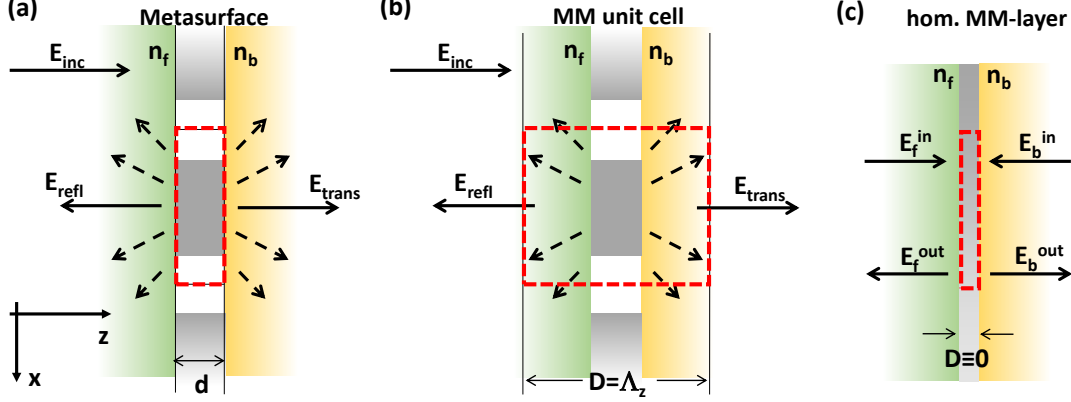 (a)
Metasurface
E_inc
n_f
n_b
E_refl
E_trans
z
x
d
(b)
MM unit cell
E_inc
n_f
n_b
E_refl
E_trans
D=Λ_z
(c)
hom. MM-layer
n_f
n_b
E_f^in
E_b^in
E_f^out
E_b^out
D≡0